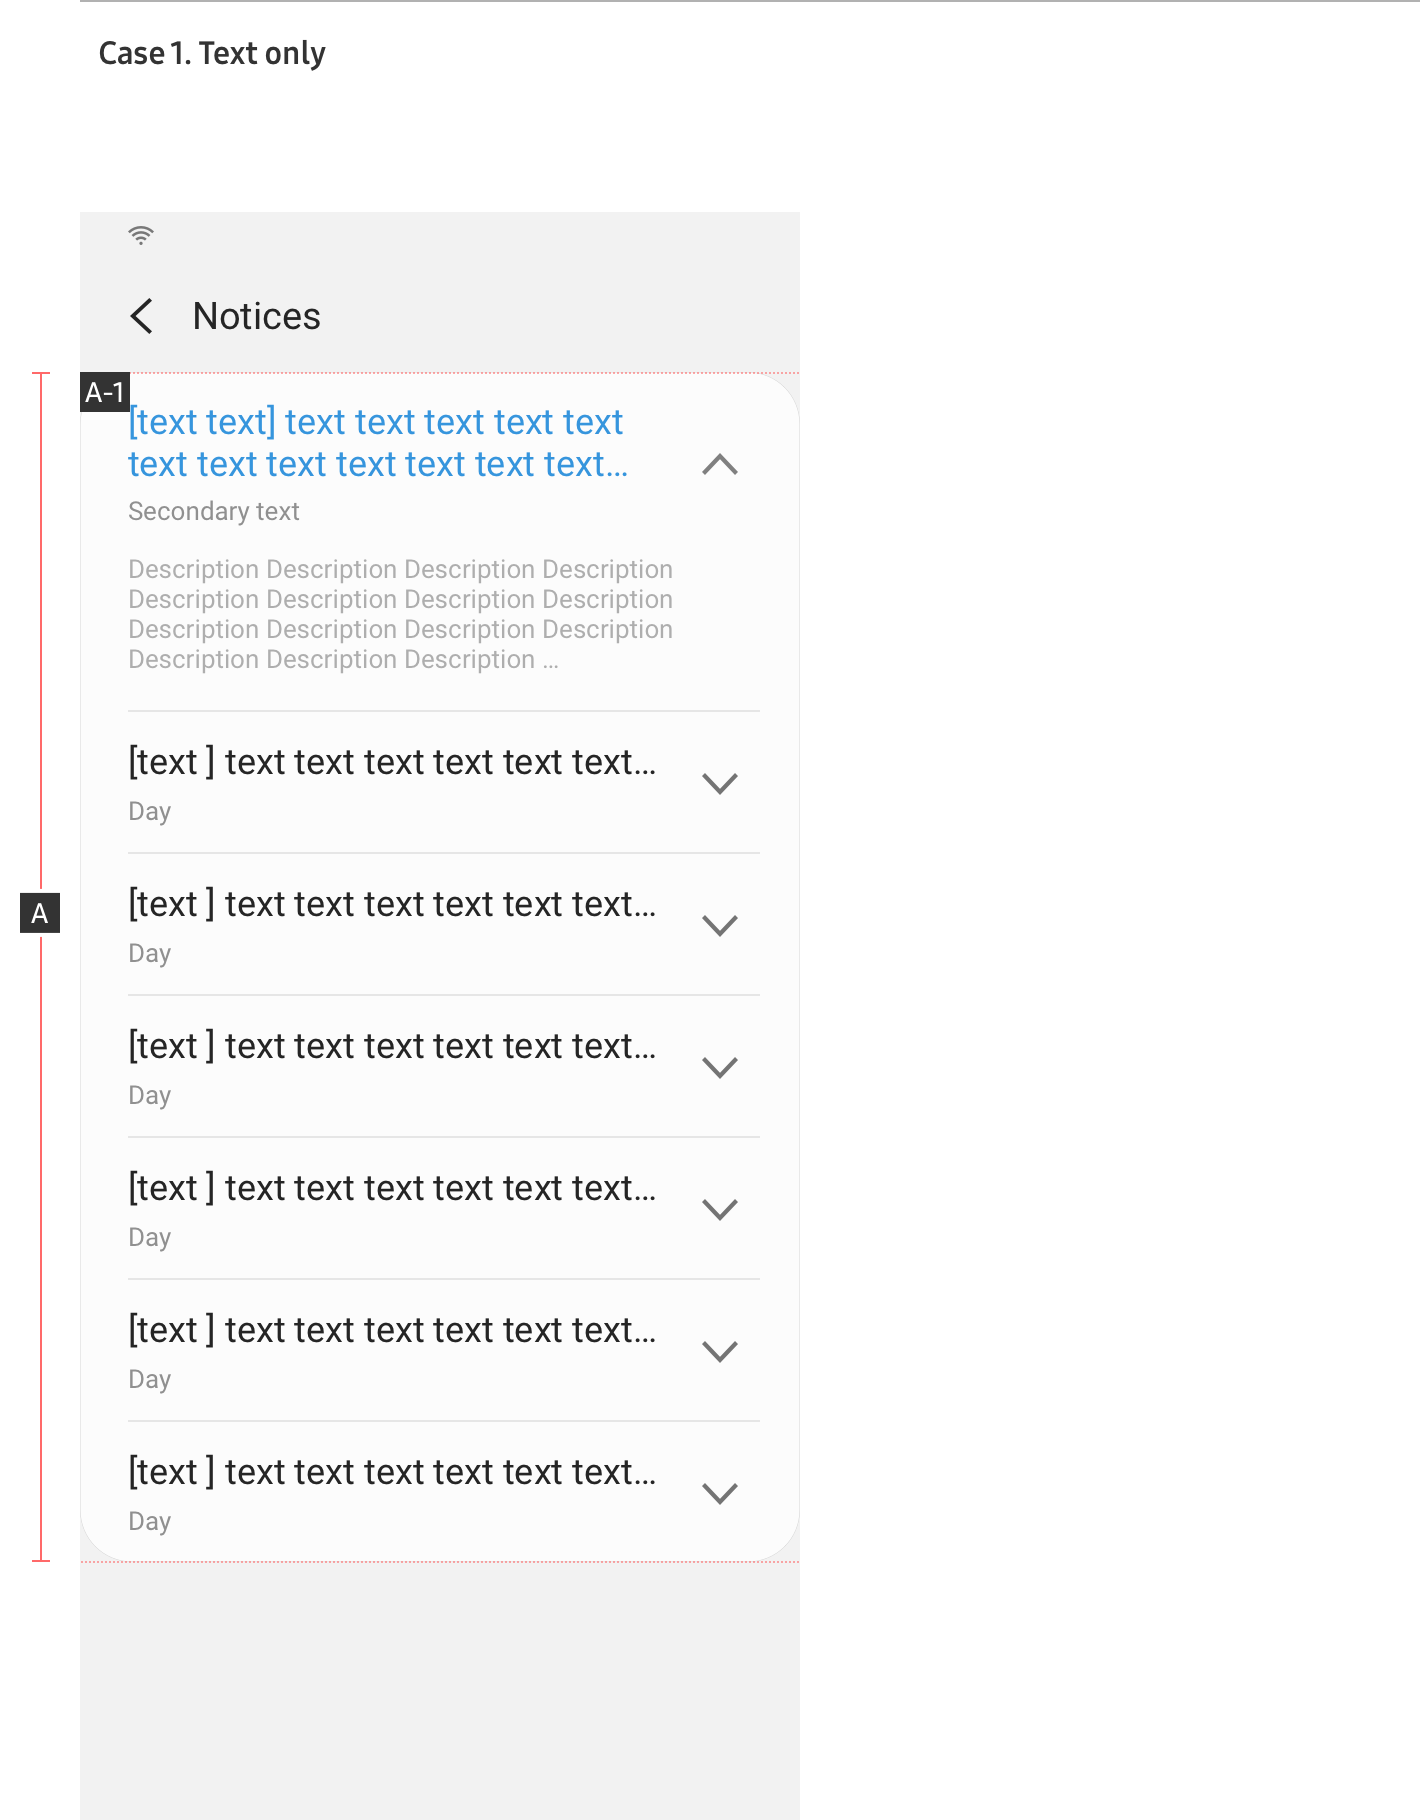 Case 1. Text only
Notices
A-1
[text text] text text text text text
text text text text text text text...
Secondary text
Description Description Description Description
Description Description Description Description
Description Description Description Description
Description Description Description ...
[text ] text text text text text text...
Day
A
[text ] text text text text text text...
Day
[text ] text text text text text text...
Day
[text ] text text text text text text...
Day
[text ] text text text text text text...
Day
[text ] text text text text text text...
Day